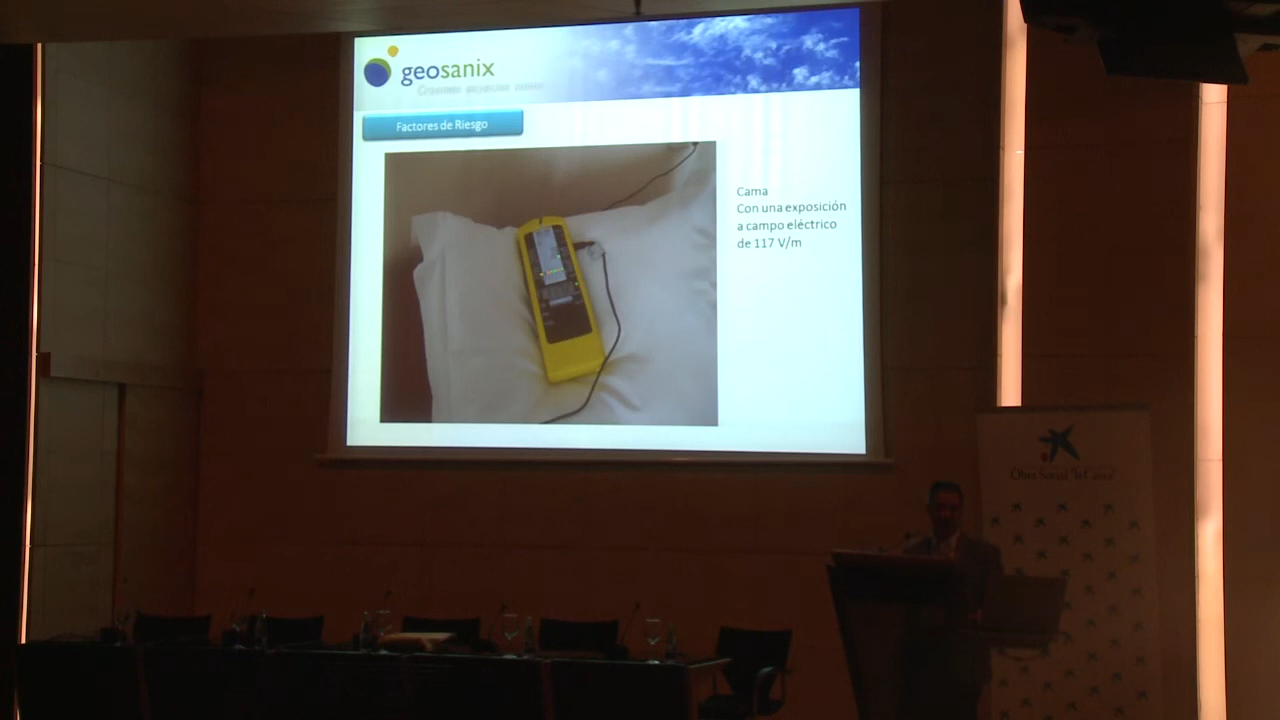 geosanix
Factores de Riesgo
Cama
Con una exposición
a campo eléctrico
de 117 V/m
Obra Social "la Caixa"